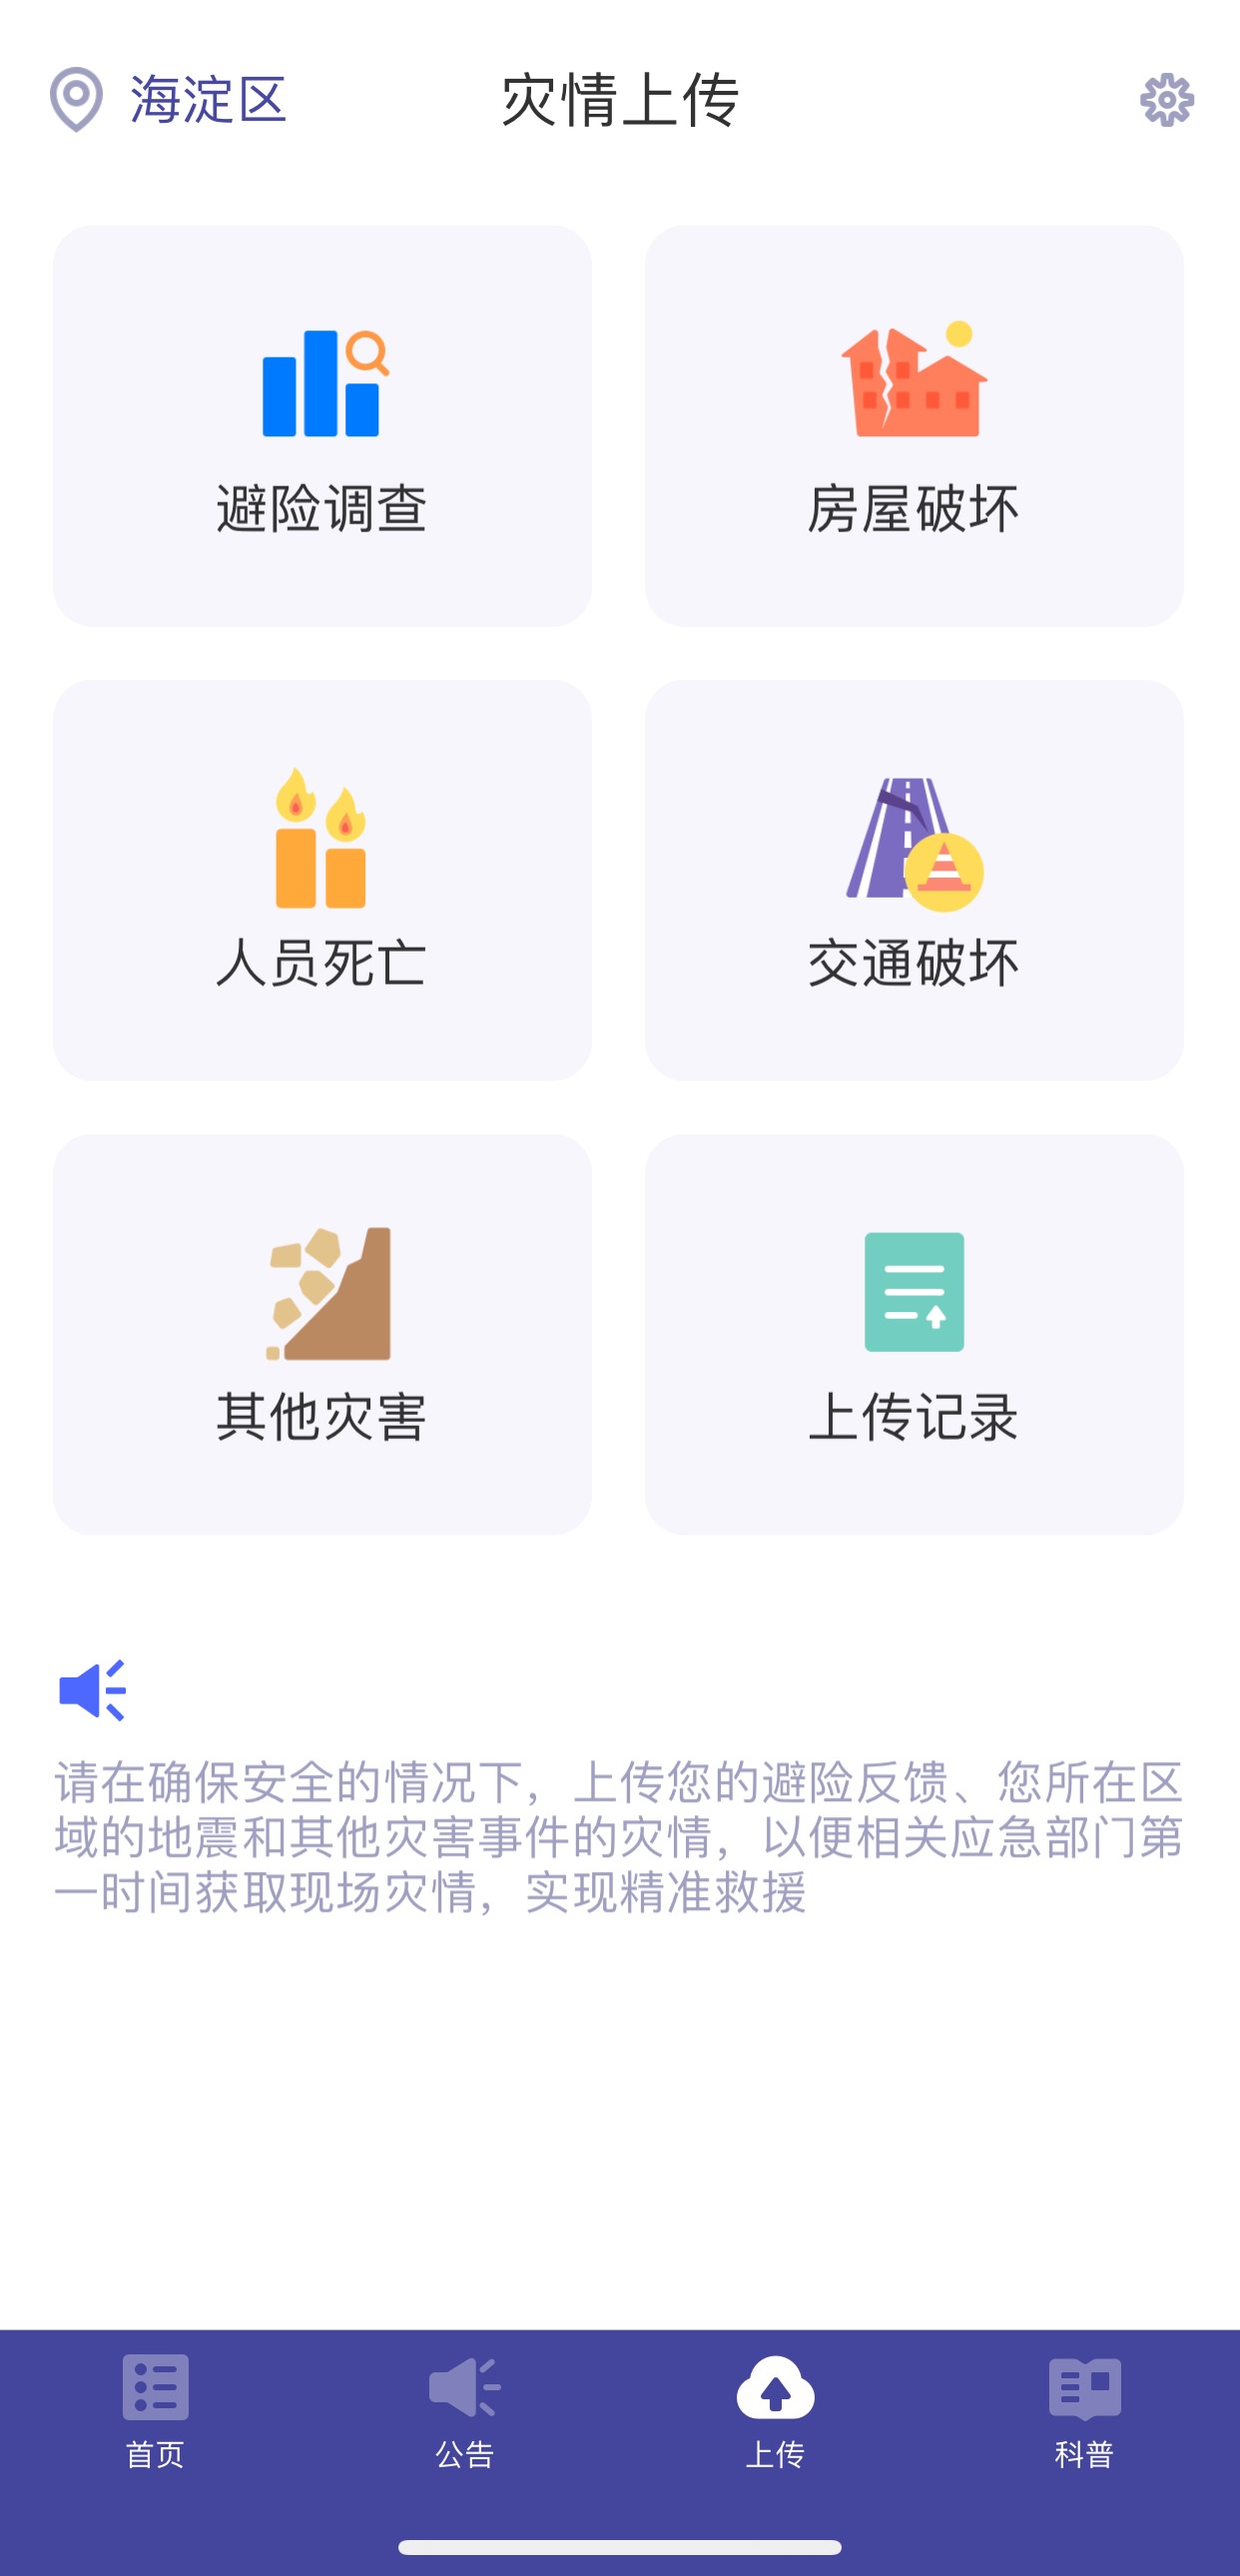 海淀区
灾情上传
避险调查
房屋破坏
人员死亡
交通破坏
其他灾害
上传记录
请在确保安全的情况下，上传您的避险反馈、您所在区
域的地震和其他灾害事件的灾情，以便相关应急部门第
一时间获取现场灾情，实现精准救援
首页
公告
上传
科普